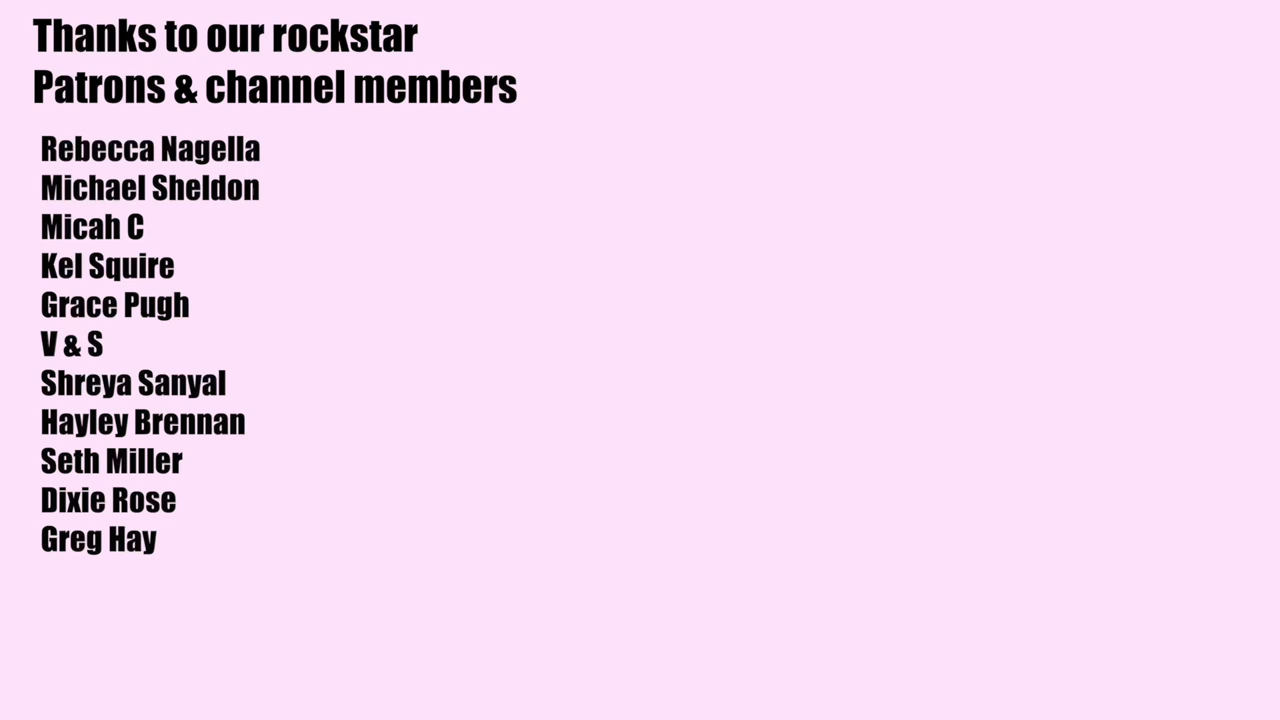 Thanks to our rockstar
Patrons & channel members
Rebecca Nagella
Michael Sheldon
Micah C
Kel Squire
Grace Pugh
V & S
Shreya Sanyal
Hayley Brennan
Seth Miller
Dixie Rose
Greg Hay